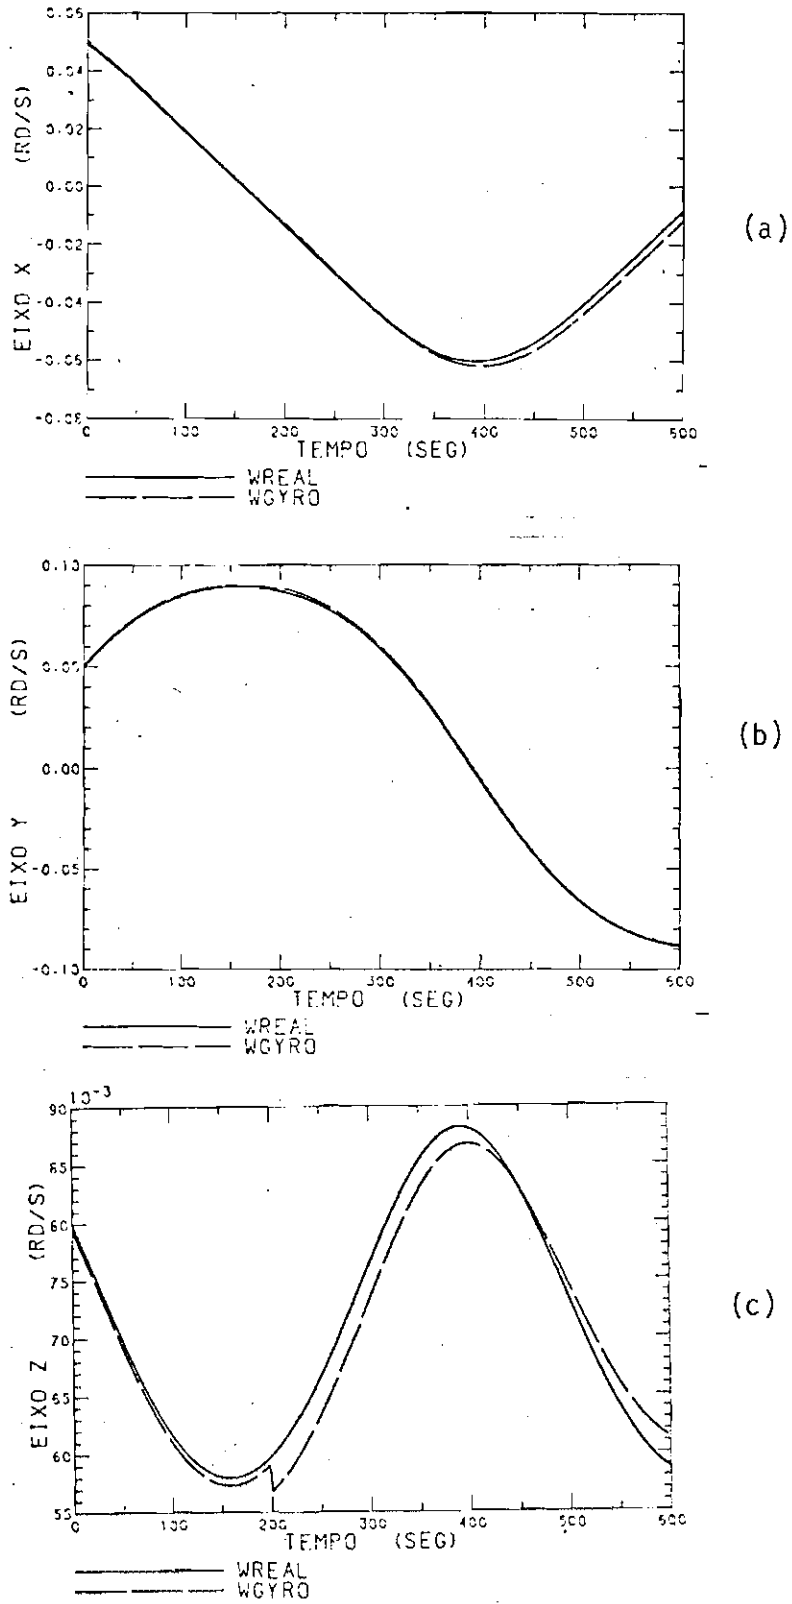 0.06
0.04
0.02
0.00
-0.02
-0.04
-0.06
-0.08
EIXO X (RD/S)
0 100 200 300 400 500 600
TEMPO (SEG)
WREAL
WGYRO
(a)
0.10
0.05
0.00
-0.05
-0.10
EIXO Y (RD/S)
0 100 200 300 400 500 600
TEMPO (SEG)
WREAL
WGYRO
(b)
10-3
90
85
80
75
70
65
60
55
EIXO Z (RD/S)
0 100 200 300 400 500 600
TEMPO (SEG)
WREAL
WGYRO
(c)